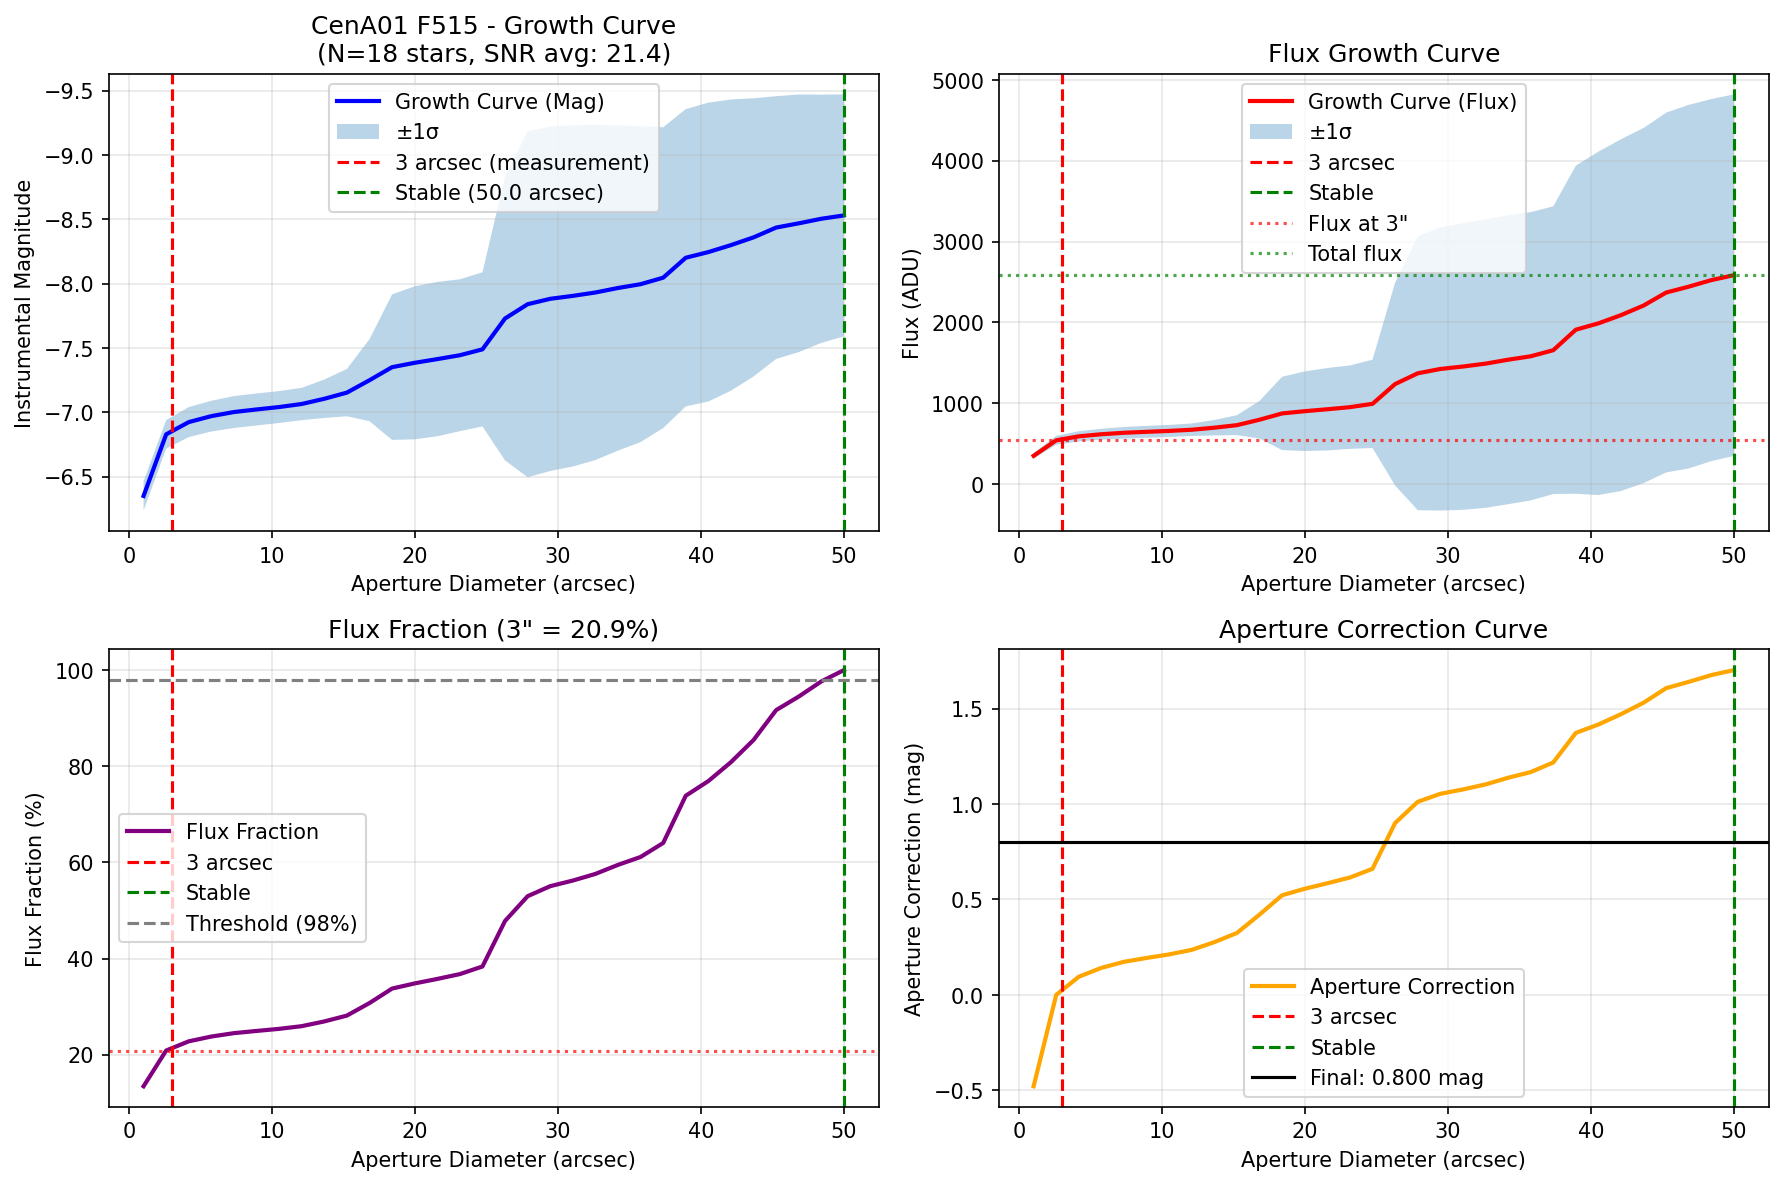 CenA01 F515 - Growth Curve
(N=18 stars, SNR avg: 21.4)
Growth Curve (Mag)
±1σ
3 arcsec (measurement)
Stable (50.0 arcsec)
−9.5
−9.0
−8.5
−8.0
−7.5
−7.0
−6.5
Instrumental Magnitude
0 10 20 30 40 50
Aperture Diameter (arcsec)
Flux Growth Curve
Growth Curve (Flux)
±1σ
3 arcsec
Stable
Flux at 3"
Total flux
5000
4000
3000
2000
1000
0
Flux (ADU)
0 10 20 30 40 50
Aperture Diameter (arcsec)
Flux Fraction (3" = 20.9%)
100
80
60
40
20
Flux Fraction (%)
Flux Fraction
3 arcsec
Stable
Threshold (98%)
0 10 20 30 40 50
Aperture Diameter (arcsec)
Aperture Correction Curve
1.5
1.0
0.5
0.0
−0.5
Aperture Correction (mag)
Aperture Correction
3 arcsec
Stable
Final: 0.800 mag
0 10 20 30 40 50
Aperture Diameter (arcsec)